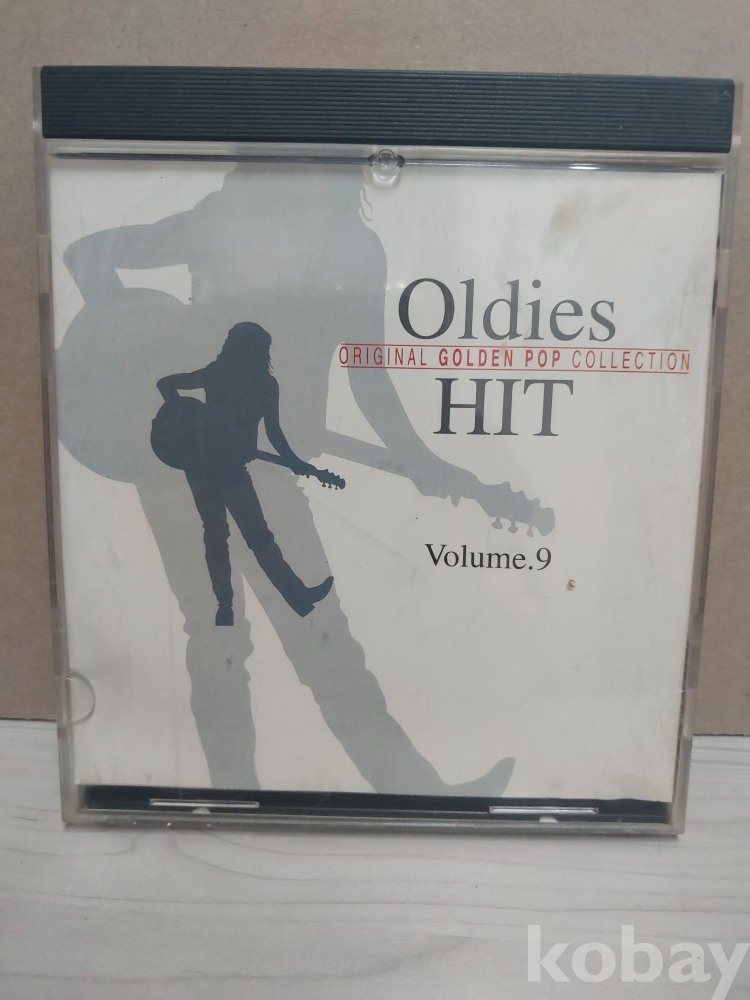 Oldies
ORIGINAL GOLDEN POP COLLECTION
HIT
Volume.9
kobay